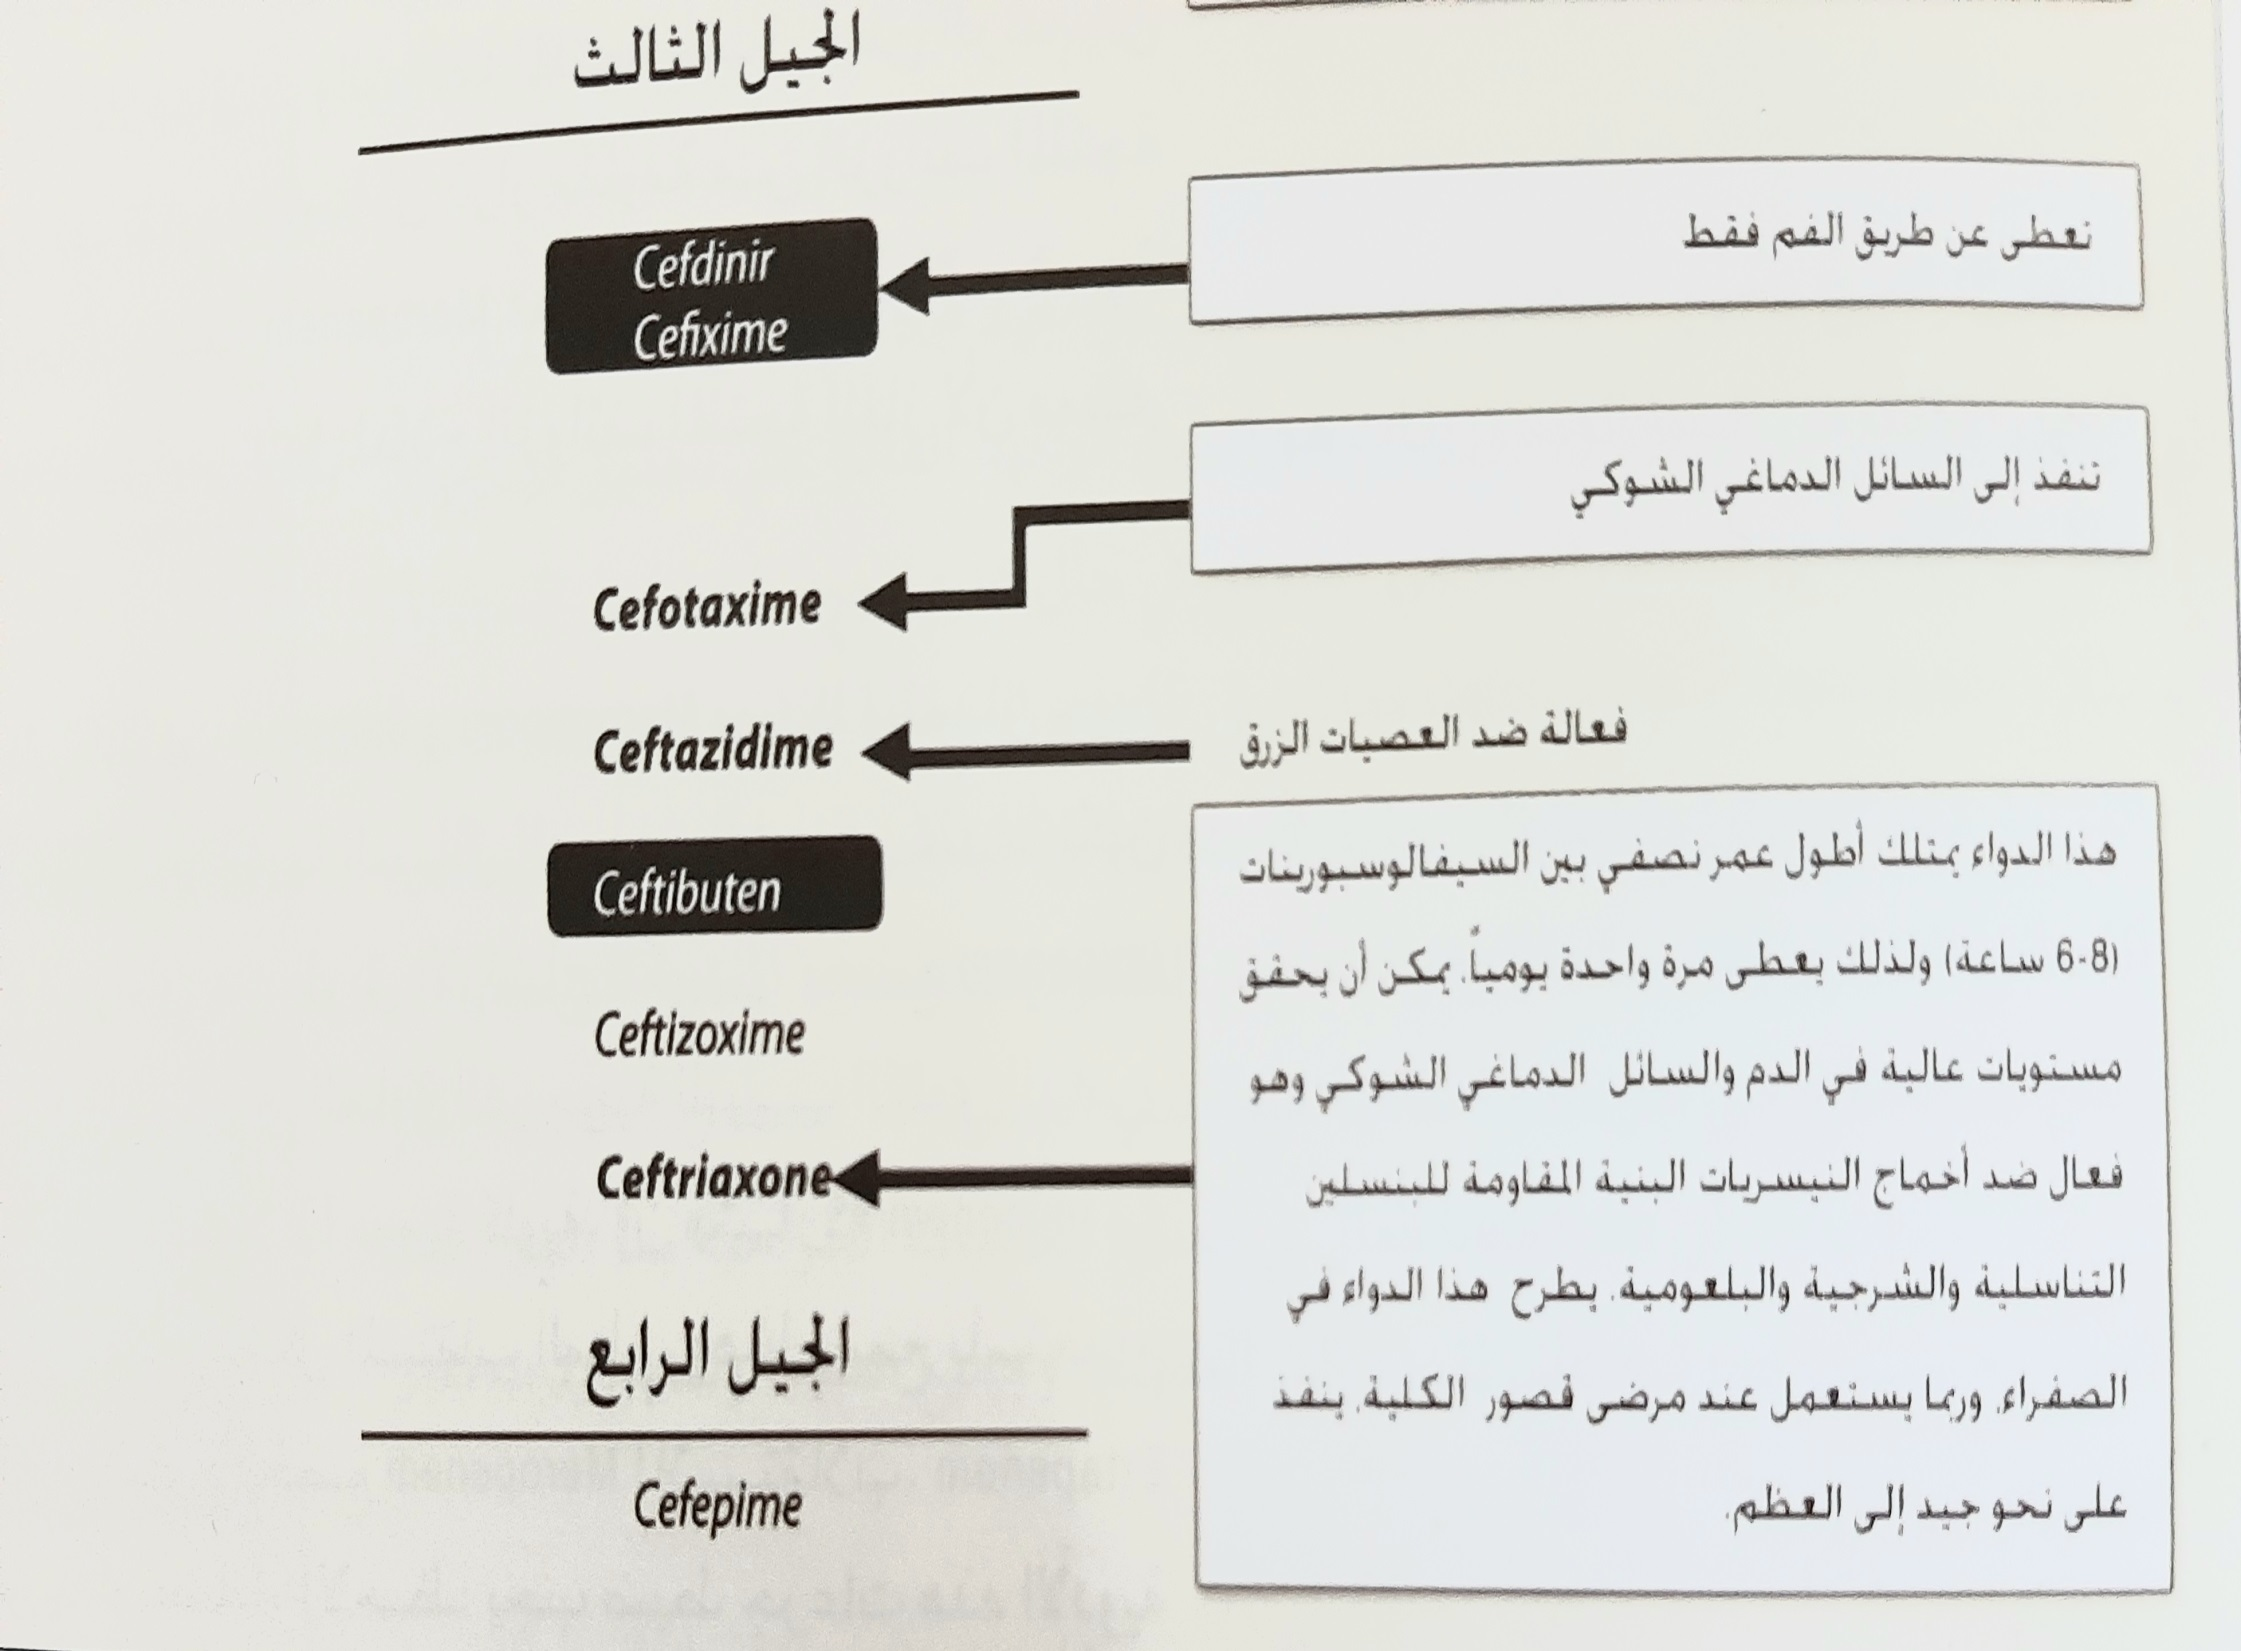 الجيل الثالث
تعطى عن طريق الفم فقط
Cefdinir
Cefixime
تنفذ إلى السائل الدماغي الشوكي
Cefotaxime
فعالة ضد العصيات الزرق
Ceftazidime
Ceftibuten
Ceftizoxime
هذا الدواء يمتلك أطول عمر نصفي بين السيفالوسبورينات
(6-8 ساعة) ولذلك يعطى مرة واحدة يومياً. يمكن أن يحقق
مستويات عالية في الدم والسائل الدماغي الشوكي وهو
فعال ضد أخماج النيسريات البنية المقاومة للبنسلين
التناسلية والشرجية والبلعومية. يطرح هذا الدواء في
الصفراء. وربما يستعمل عند مرضى قصور الكلية. ينفذ
على نحو جيد إلى العظم.
Ceftriaxone
الجيل الرابع
Cefepime